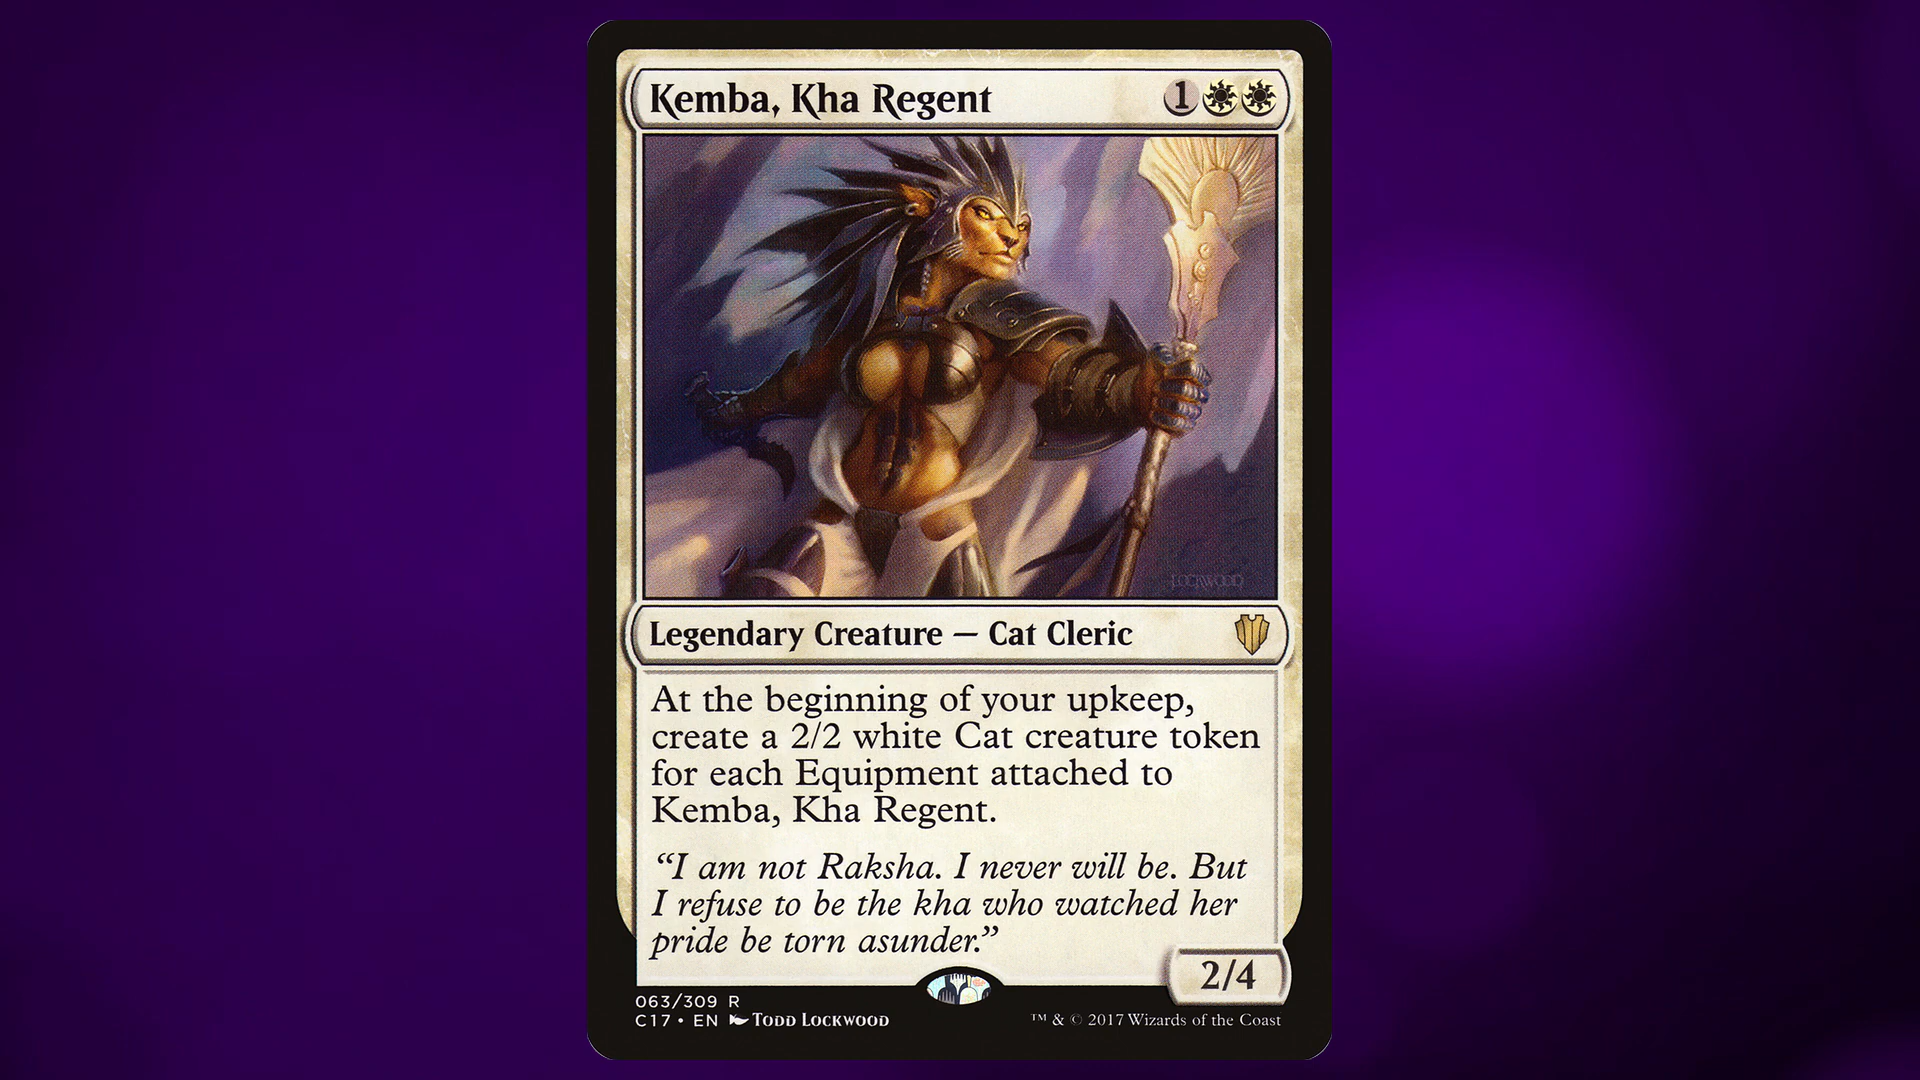 Kemba, Kha Regent 1
LOCKWOOD
Legendary Creature — Cat Cleric
At the beginning of your upkeep,
create a 2/2 white Cat creature token
for each Equipment attached to
Kemba, Kha Regent.
“I am not Raksha. I never will be. But
I refuse to be the kha who watched her
pride be torn asunder.”
2/4
063/309 R
C17 • EN Todd Lockwood
™ & © 2017 Wizards of the Coast